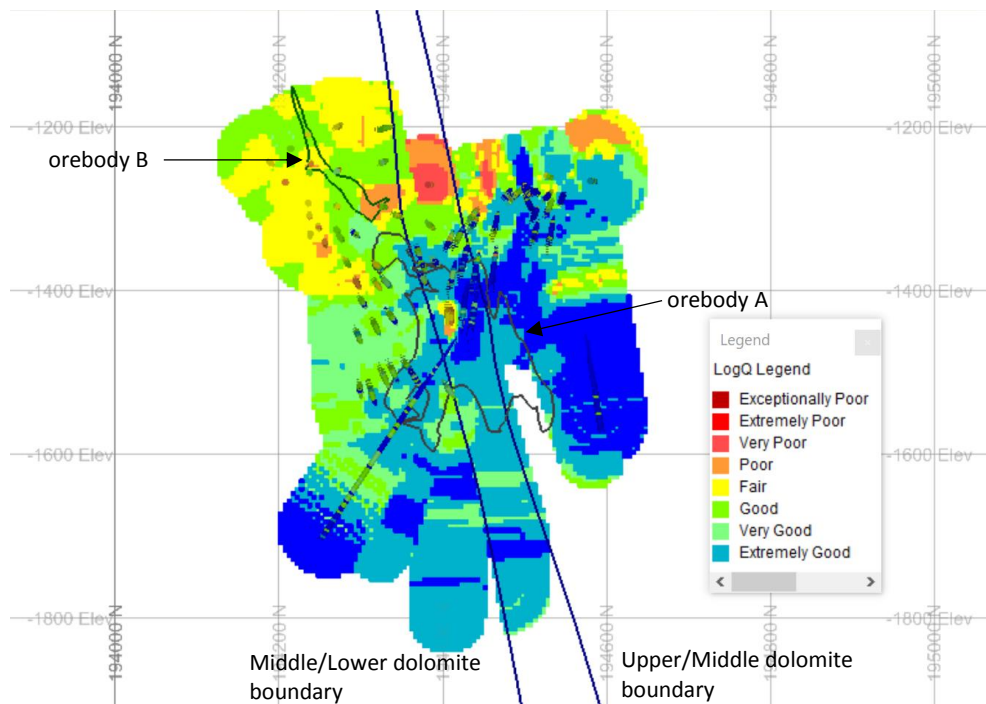 194000 N
194200 N
194400 N
194600 N
194800 N
195000 N
-1200 Elev
-1200 Elev
orebody B
-1400 Elev
-1400 Elev
orebody A
Legend
LogQ Legend
Exceptionally Poor
Extremely Poor
Very Poor
Poor
Fair
Good
Very Good
Extremely Good
-1600 Elev
-1600 Elev
-1800 Elev
-1800 Elev
Middle/Lower dolomite
boundary
Upper/Middle dolomite
boundary
194000 N
194200 N
194600 N
194800 N
195000 N